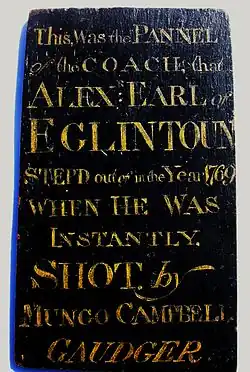 This, Was the PANNEL
of the COACH, that
ALEX: EARL of
EGLINTOUN
STEP'D out of in the Year 1769
WHEN HE WAS
INSTANTLY.
SHOT, by
MUNGO CAMPBELL
GAUDGER